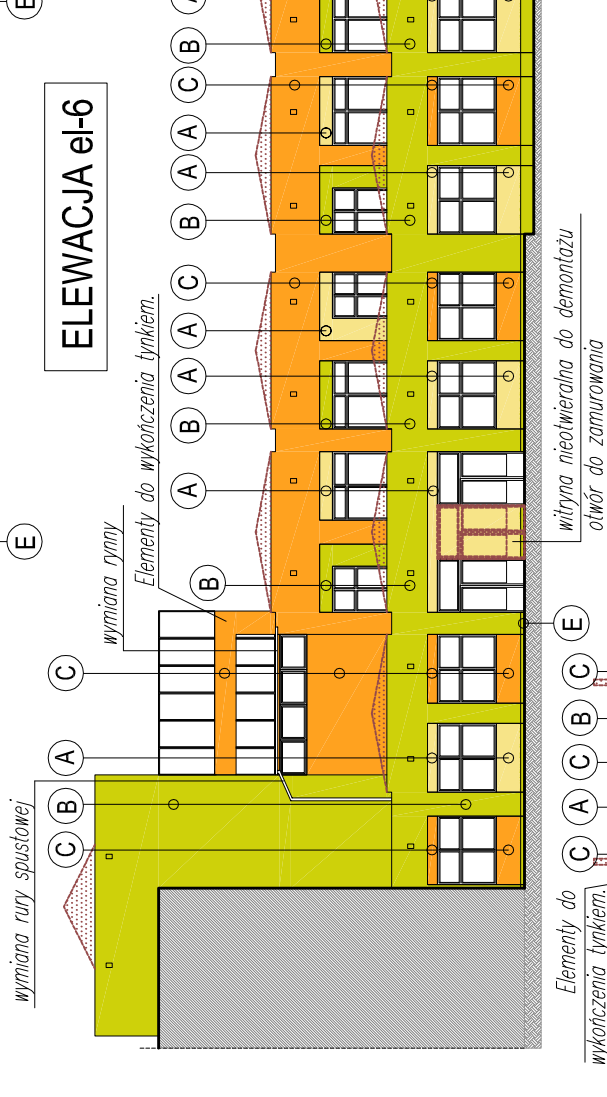 ELEWACJA el-6
wymiana rury spustowej
wymiana rynny
Elementy do wykończenia tynkiem.
C
B
A
C
B
A
B
A
A
C
B
A
A
C
B
A
E
E
E
witryna nieotwieralna do demontażu
otwór do zamurowania
Elementy do
wykończenia tynkiem.
C
A
C
B
C